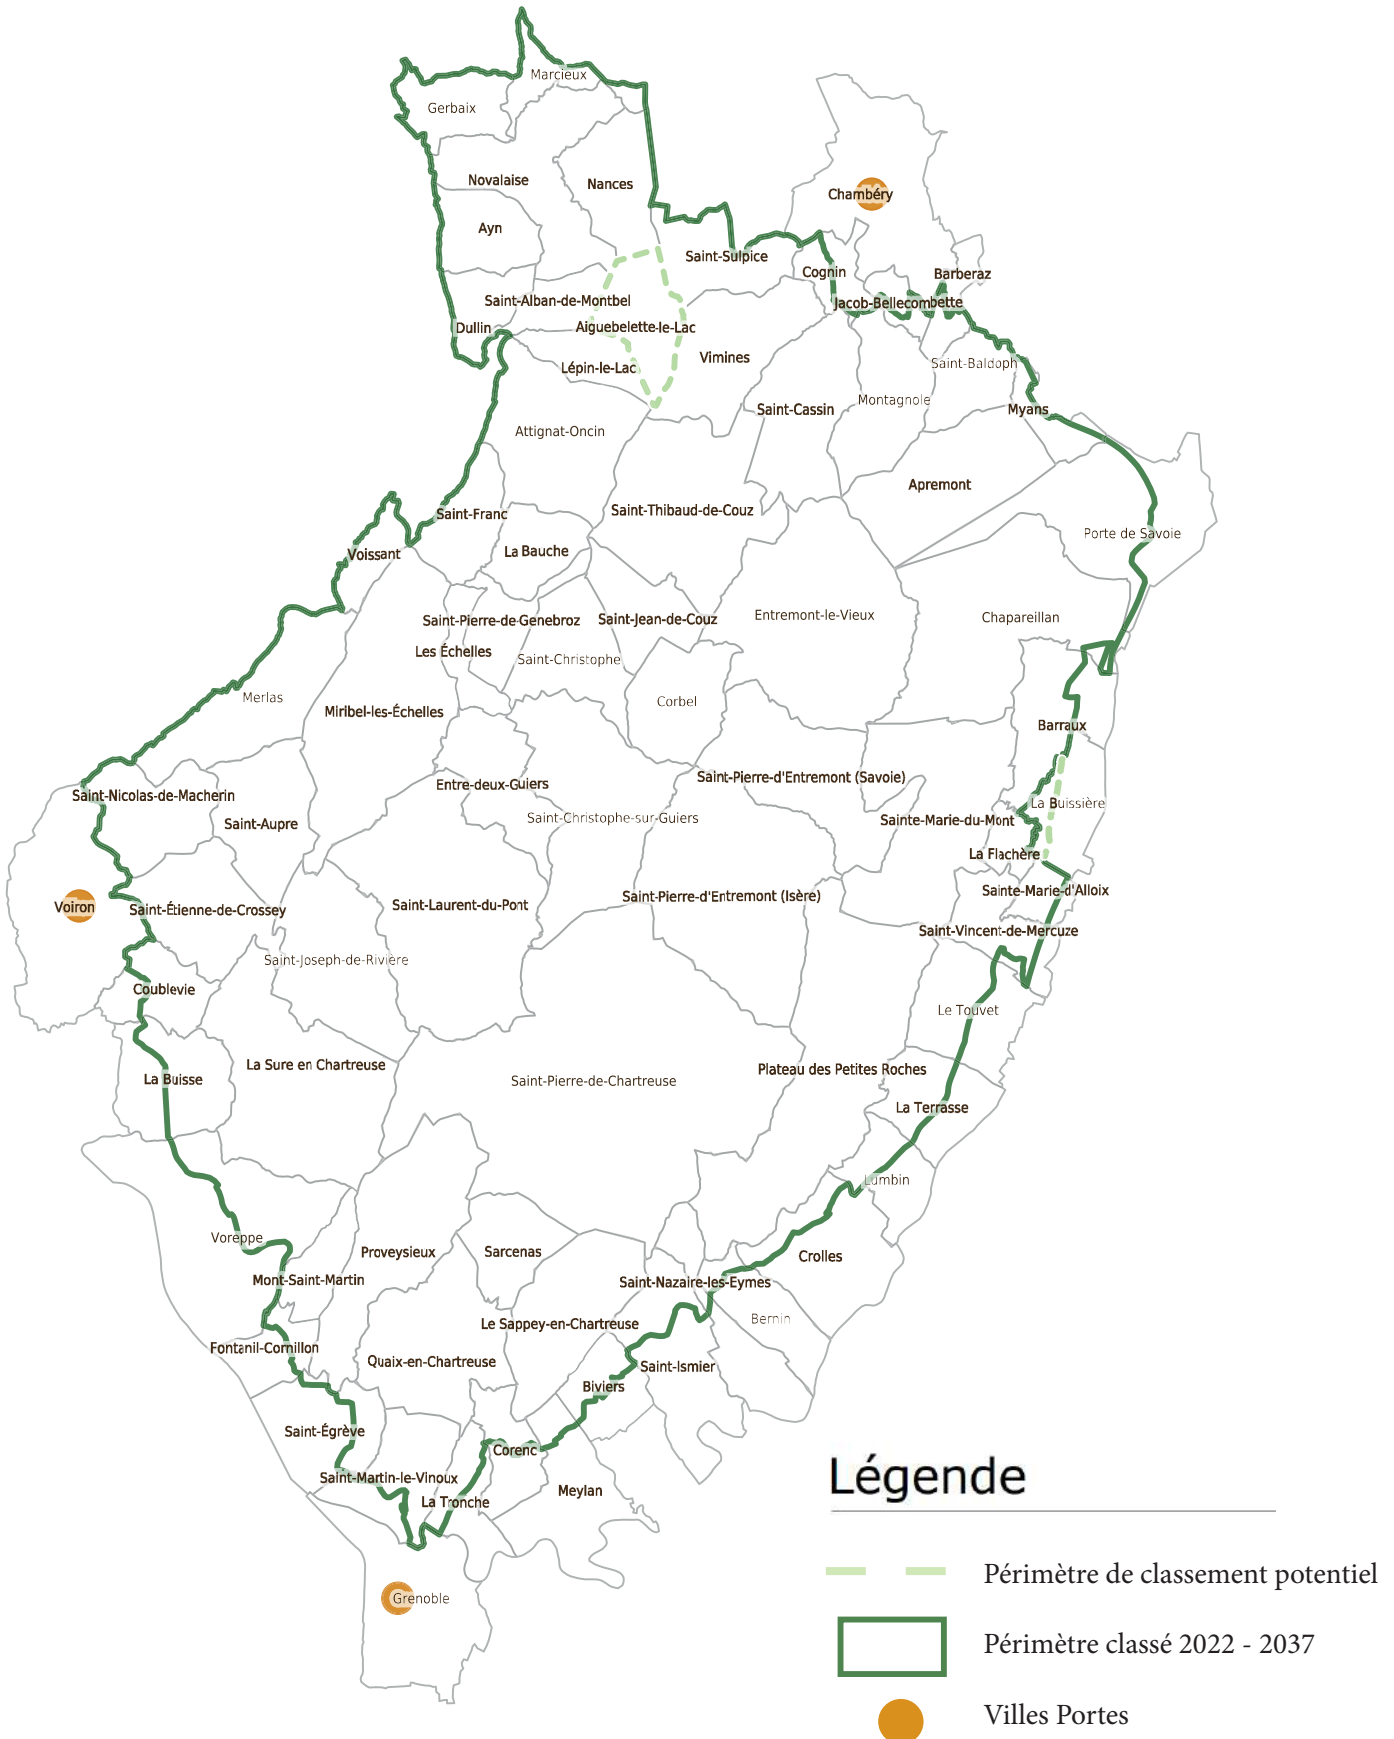 Marcieux
Gerbaix
Novalaise
Nances
Chambéry
Ayn
Saint-Sulpice
Cognin
Barberaz
Saint-Alban-de-Montbel
Jacob-Bellecombette
Dullin
Aiguebelette-le-Lac
Vimines
Saint-Baldoph
Lépin-le-Lac
Montagnole
Saint-Cassin
Myans
Attignat-Oncin
Apremont
Saint-Franc
Saint-Thibaud-de-Couz
Porte de Savoie
Voissant
La Bauche
Entremont-le-Vieux
Chapareillan
Saint-Pierre-de-Genebroz
Saint-Jean-de-Couz
Les Échelles
Saint-Christophe
Merlas
Corbel
Miribel-les-Échelles
Barraux
Saint-Pierre-d'Entremont (Savoie)
Entre-deux-Guiers
Saint-Nicolas-de-Macherin
La Buissière
Saint-Aupre
Saint-Christophe-sur-Guiers
Sainte-Marie-du-Mont
La Flachère
Sainte-Marie-d'Alloix
Saint-Pierre-d'Entremont (Isère)
Voiron
Saint-Étienne-de-Crossey
Saint-Laurent-du-Pont
Saint-Vincent-de-Mercuze
Saint-Joseph-de-Rivière
Coublevie
Le Touvet
La Sure en Chartreuse
Plateau des Petites Roches
La Buisse
Saint-Pierre-de-Chartreuse
La Terrasse
Lumbin
Voreppe
Proveysieux
Sarcenas
Crolles
Mont-Saint-Martin
Saint-Nazaire-les-Eymes
Bernin
Le Sappey-en-Chartreuse
Fontanil-Cornillon
Quaix-en-Chartreuse
Saint-Ismier
Biviers
Saint-Égrève
Corenc
Saint-Martin-le-Vinoux
Meylan
La Tronche
Grenoble
Légende
Périmètre de classement potentiel
Périmètre classé 2022 - 2037
Villes Portes